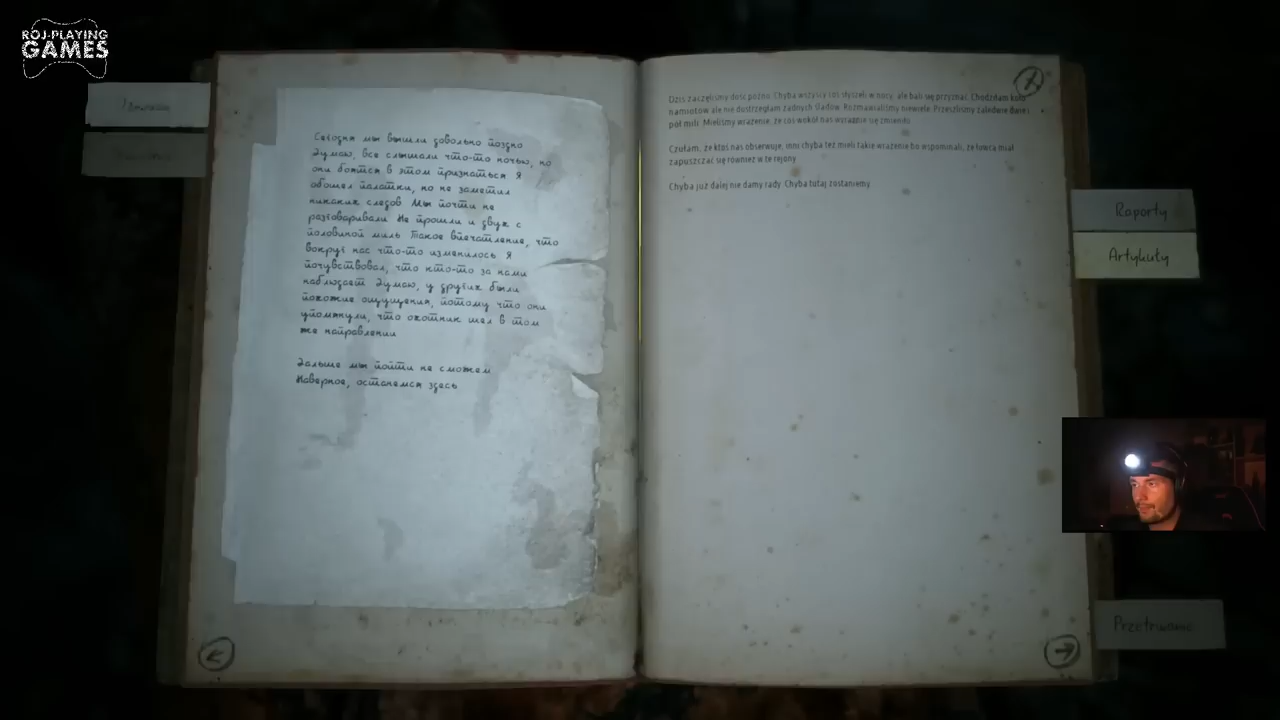 ROJ-PLAYING
GAMES
Сегодня мы вышли довольно поздно
Думаю, все слышали что-то ночью, но
они боятся в этом признаться Я
обошел палатки, но не заметил
никаких следов Мы почти не
разговаривали Не прошли и двух с
половиной миль Такое впечатление, что
вокруг нас что-то изменилось Я
почувствовал, что кто-то за нами
наблюдает Думаю, у других были
похожие ощущения, потому что они
упомянули, что охотник шел в том
же направлении
Дальше мы пойти не сможем
Наверное, останемся здесь
Dziś zaczęliśmy dość późno. Chyba wszyscy coś słyszeli w nocy, ale bali się przyznać. Chodziłam koło
namiotów ale nie dostrzegłam żadnych śladów. Rozmawialiśmy niewiele. Przeszliśmy zaledwie dwie i
pół mili. Mieliśmy wrażenie, że coś wokół nas wstąpnie się zmieniło.
Czułam, że ktoś nas obserwuje, inni chyba też mieli takie wrażenie bo wspominali, że łowca miał
zapuszczać się również w te rejony
Chyba już dalej nie damy rady. Chyba tutaj zostaniemy.
Raporty
Artykuły
Przetrwanie